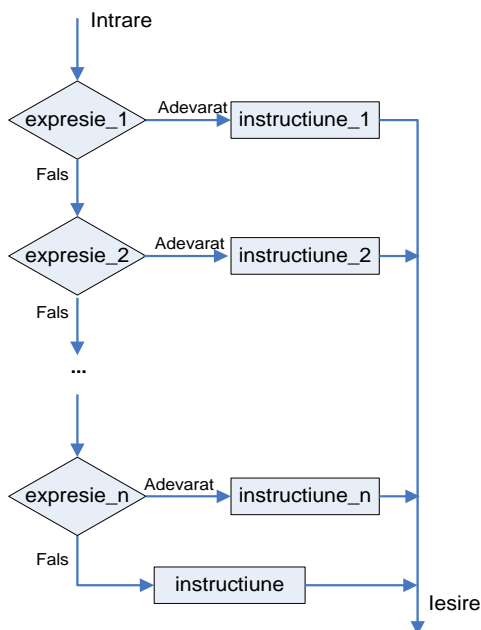 Intrare
expresie_1
Adevarat
instructiune_1
Fals
expresie_2
Adevarat
instructiune_2
Fals
...
expresie_n
Adevarat
instructiune_n
Fals
instructiune
Iesire